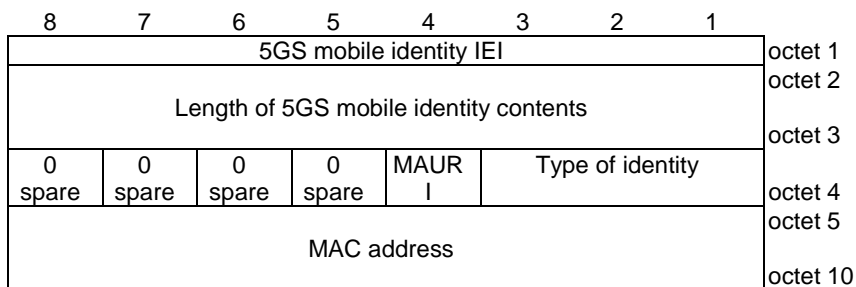 8 7 6 5 4 3 2 1
5GS mobile identity IEI octet 1
octet 2
Length of 5GS mobile identity contents
octet 3
0 0 0 0 MAUR Type of identity
spare spare spare spare I octet 4
octet 5
MAC address
octet 10